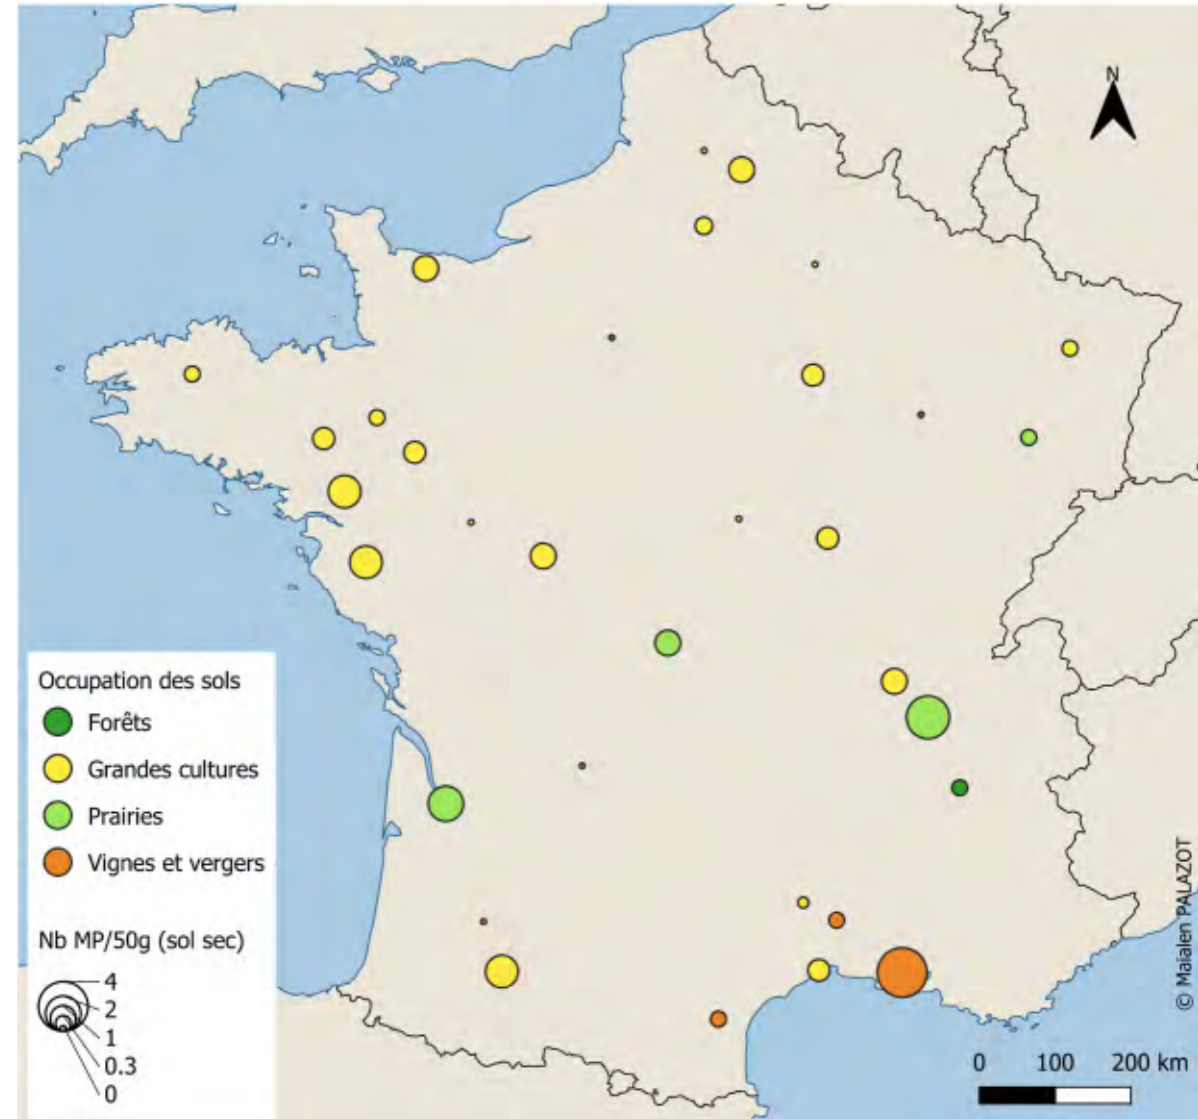 N
Occupation des sols
Forêts
Grandes cultures
Prairies
Vignes et vergers
Nb MP/50g (sol sec)
4
2
1
0.3
0
© Maialen PALAZOT
0 100 200 km